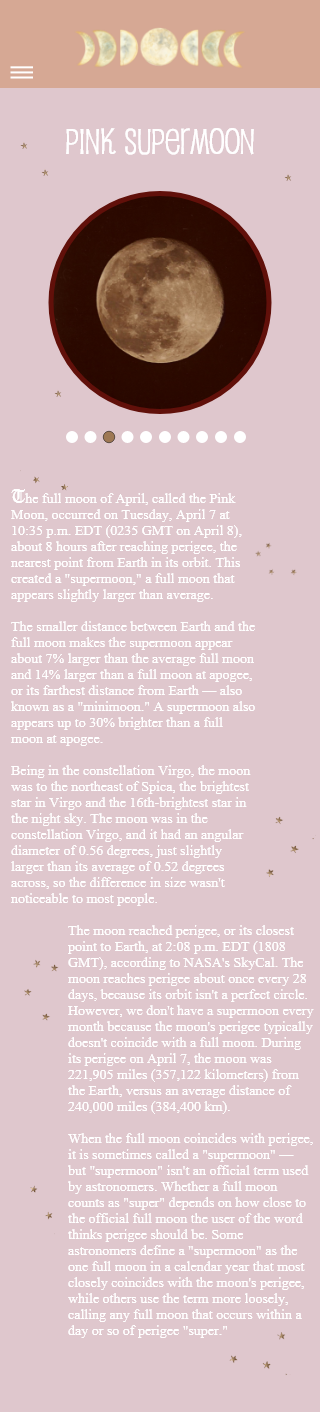 PINK SUPERMOON
The full moon of April, called the Pink
Moon, occurred on Tuesday, April 7 at
10:35 p.m. EDT (0235 GMT on April 8),
about 8 hours after reaching perigee, the
nearest point from Earth in its orbit. This
created a "supermoon," a full moon that
appears slightly larger than average.
The smaller distance between Earth and the
full moon makes the supermoon appear
about 7% larger than the average full moon
and 14% larger than a full moon at apogee,
or its farthest distance from Earth — also
known as a "minimoon." A supermoon also
appears up to 30% brighter than a full
moon at apogee.
Being in the constellation Virgo, the moon
was to the northeast of Spica, the brightest
star in Virgo and the 16th-brightest star in
the night sky. The moon was in the
constellation Virgo, and it had an angular
diameter of 0.56 degrees, just slightly
larger than its average of 0.52 degrees
across, so the difference in size wasn't
noticeable to most people.
The moon reached perigee, or its closest
point to Earth, at 2:08 p.m. EDT (1808
GMT), according to NASA's SkyCal. The
moon reaches perigee about once every 28
days, because its orbit isn't a perfect circle.
However, we don't have a supermoon every
month because the moon's perigee typically
doesn't coincide with a full moon. During
its perigee on April 7, the moon was
221,905 miles (357,122 kilometers) from
the Earth, versus an average distance of
240,000 miles (384,400 km).
When the full moon coincides with perigee,
it is sometimes called a "supermoon" —
but "supermoon" isn't an official term used
by astronomers. Whether a full moon
counts as "super" depends on how close to
the official full moon the user of the word
thinks perigee should be. Some
astronomers define a "supermoon" as the
one full moon in a calendar year that most
closely coincides with the moon's perigee,
while others use the term more loosely,
calling any full moon that occurs within a
day or so of perigee "super."